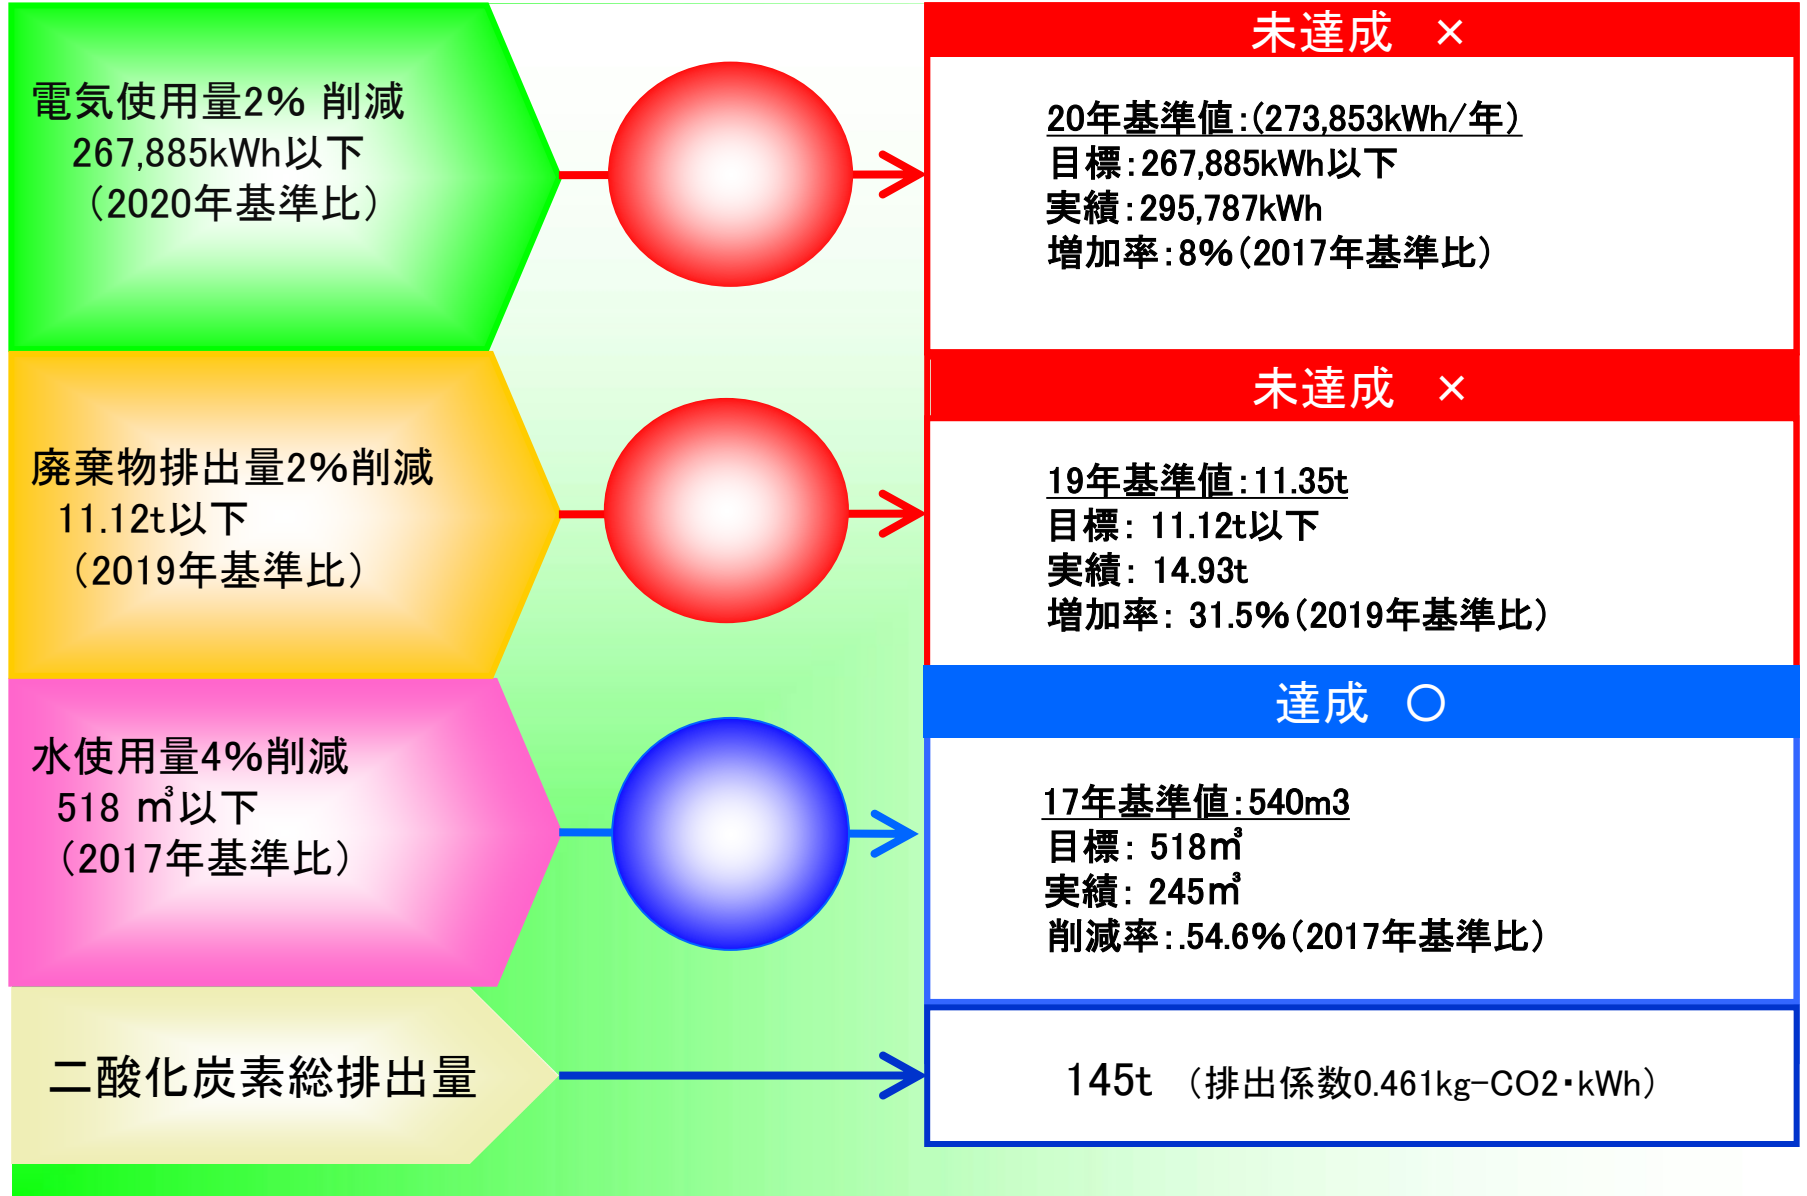 電気使用量2% 削減
267,885kWh以下
（2020年基準比）
未達成　×
20年基準値：(273,853kWh/年）
目標：267,885kWh以下
実績：295,787kWh
増加率：8%（2017年基準比）
廃棄物排出量2%削減
11.12t以下
（2019年基準比）
未達成　×
19年基準値：11.35t
目標： 11.12t以下
実績： 14.93t
増加率： 31.5%（2019年基準比）
水使用量4%削減
518 ㎥以下
（2017年基準比）
達成　〇
17年基準値：540m3
目標： 518㎥
実績： 245㎥
削減率：.54.6%（2017年基準比）
二酸化炭素総排出量
145t　（排出係数0.461kg-CO2・kWh）